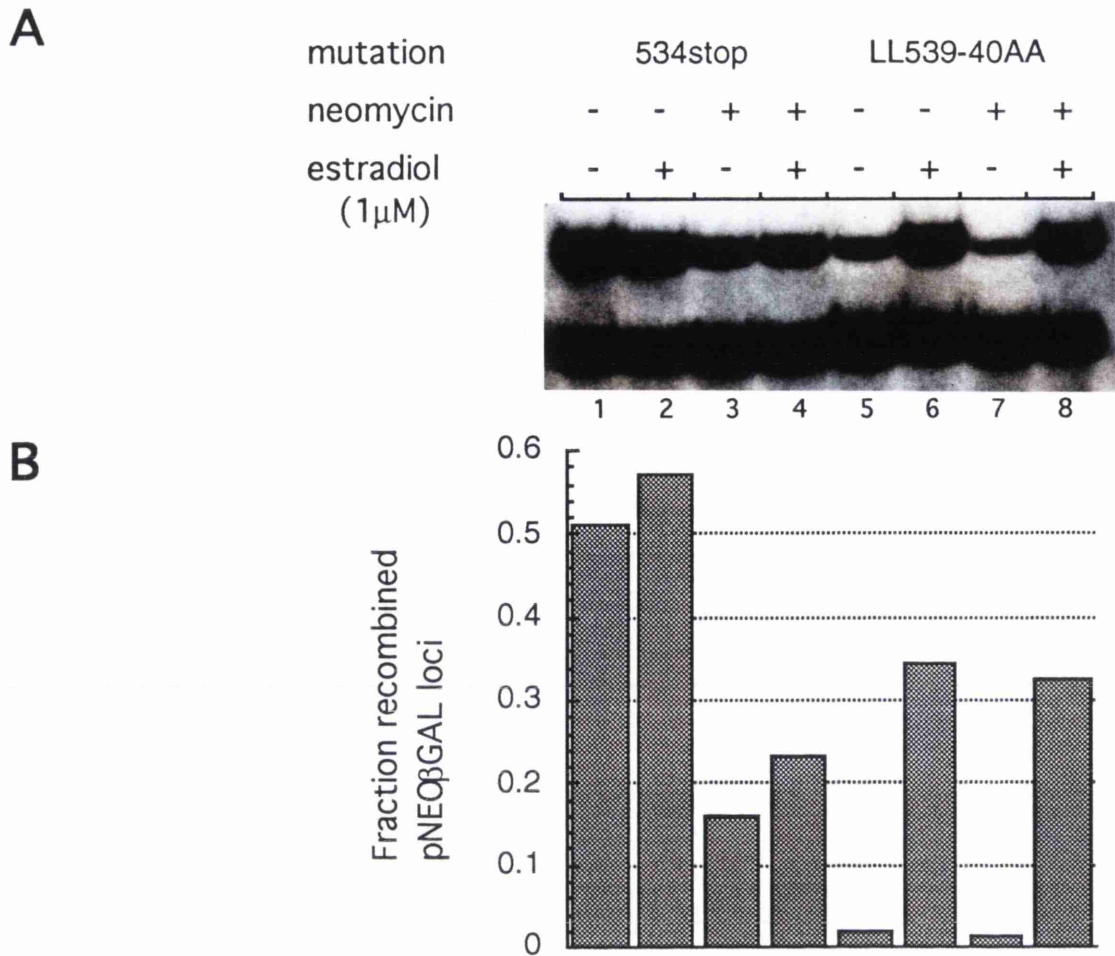 A
mutation 534stop LL539-40AA
neomycin - - + + - - + +
estradiol - + - + - + - +
(1μM)
1 2 3 4 5 6 7 8
B
0.6
0.5
0.4
0.3
0.2
0.1
0
Fraction recombined
pNEOβGAL loci